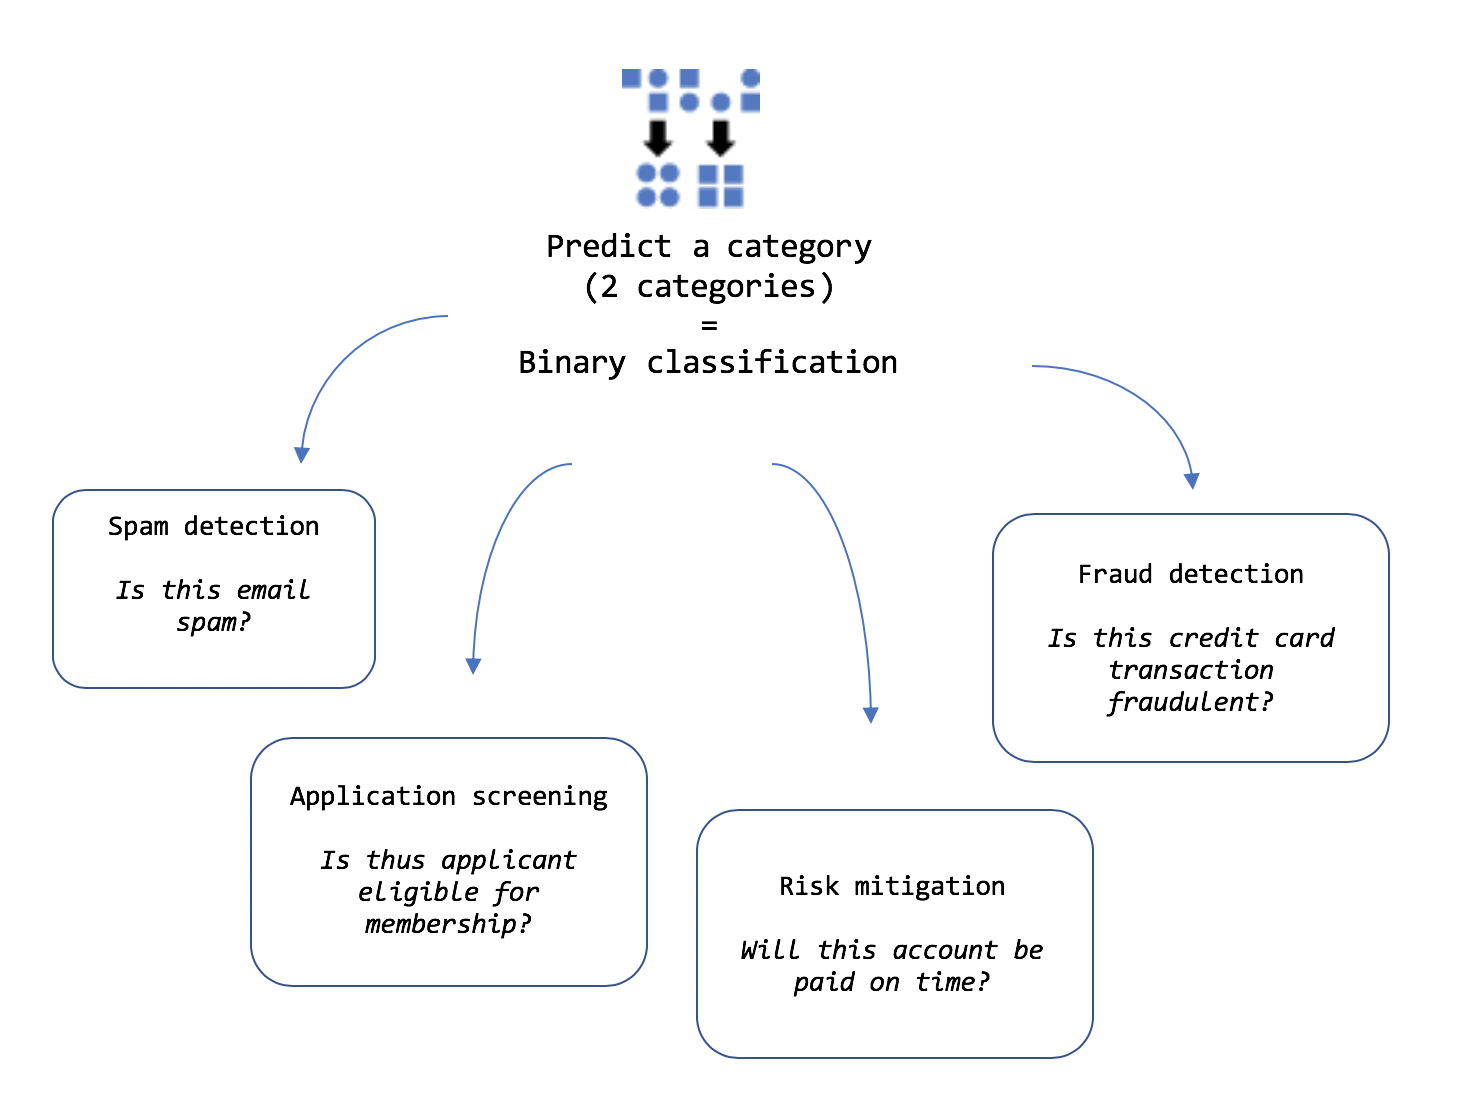 Predict a category
(2 categories)
=
Binary classification
Spam detection
Is this email
spam?
Application screening
Is thus applicant
eligible for
membership?
Risk mitigation
Will this account be
paid on time?
Fraud detection
Is this credit card
transaction
fraudulent?